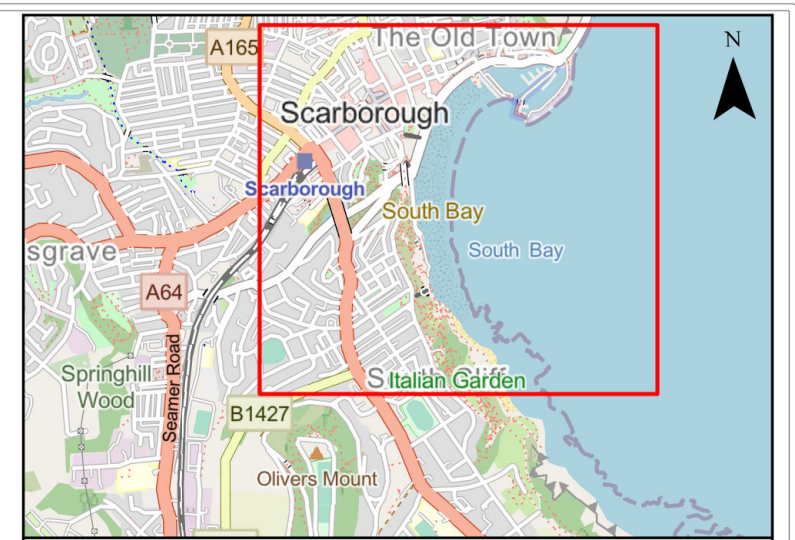 The Old Town
N
A165
Scarborough
Scarborough
South Bay
South Bay
sgrave
A64
Seamer Road
Springhill
Wood
Italian Garden
B1427
Olivers Mount